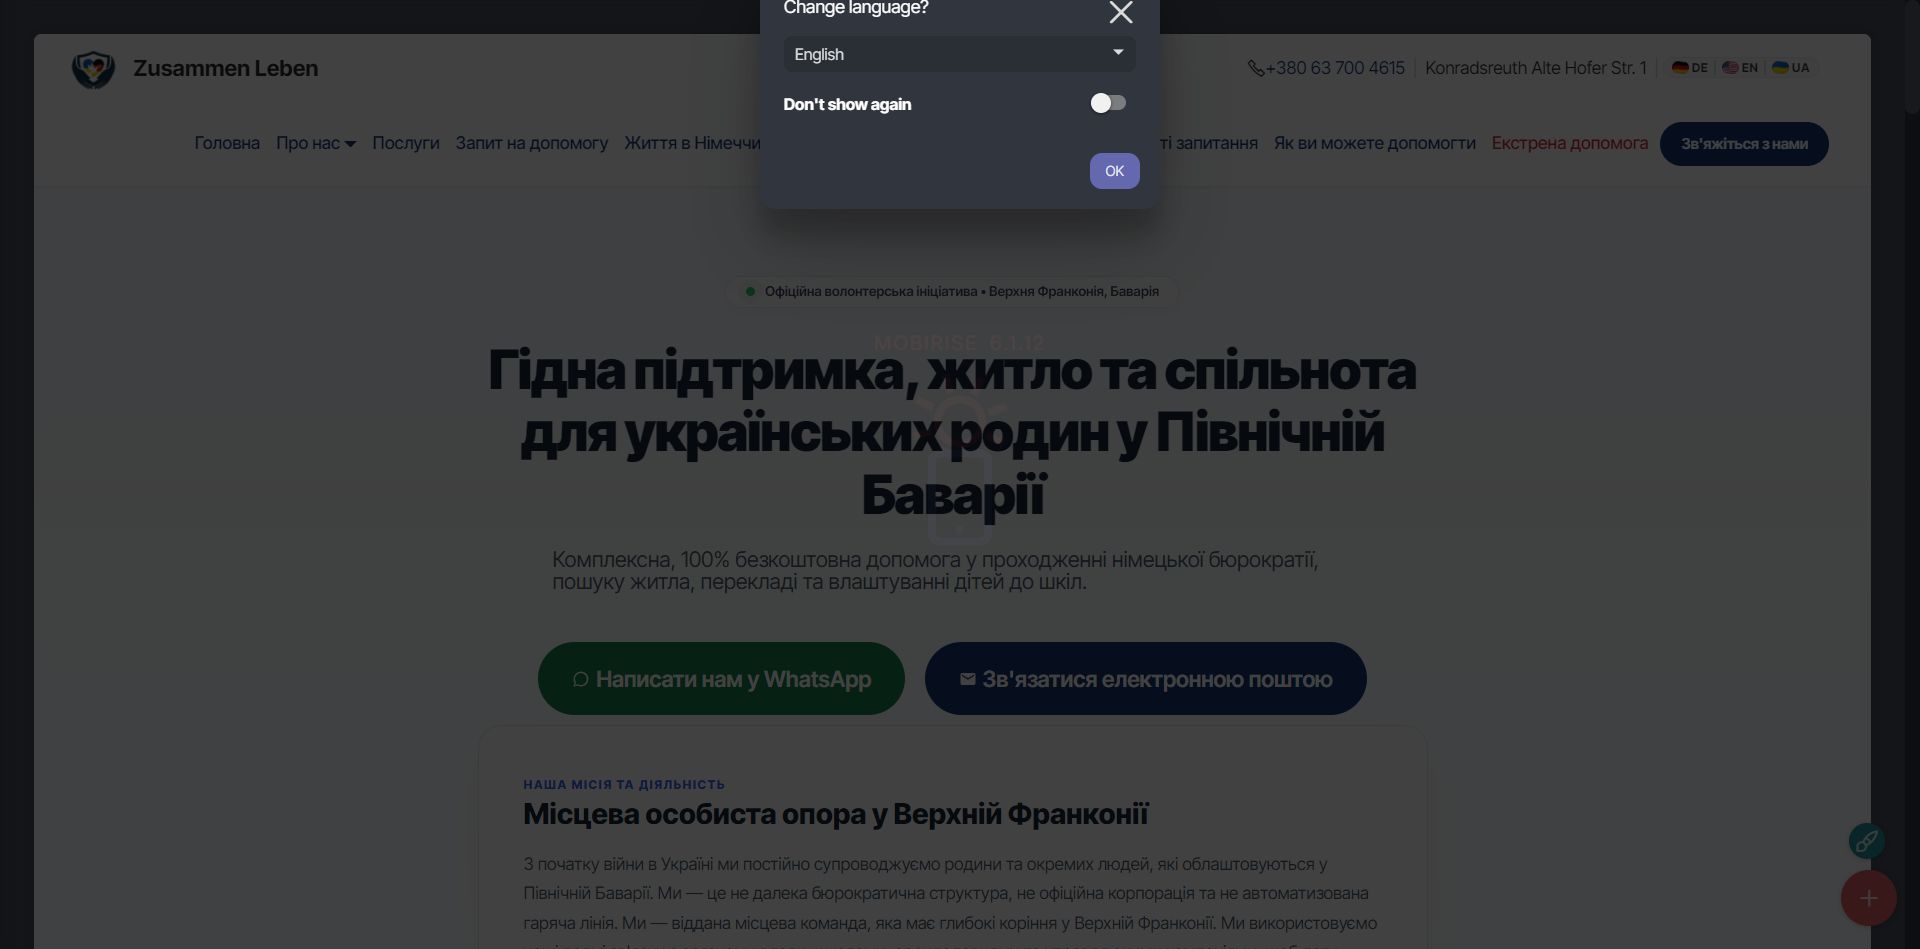 Change language?
English
Don't show again
OK
Zusammen Leben
+380 63 700 4615
Konradsreuth Alte Hofer Str. 1
DE
EN
UA
Головна
Про нас
Послуги
Запит на допомогу
Життя в Німеччи
ті запитання
Як ви можете допомогти
Екстрена допомога
Зв'яжіться з нами
Офіційна волонтерська ініціатива • Верхня Франконія, Баварія
MOBIRISE 6.1.12
Гідна підтримка, житло та спільнота
для українських родин у Північній
Баварії
Комплексна, 100% безкоштовна допомога у проходженні німецької бюрократії,
пошуку житла, перекладі та влаштуванні дітей до шкіл.
Написати нам у WhatsApp
Зв'язатися електронною поштою
НАША МІСІЯ ТА ДІЯЛЬНІСТЬ
Місцева особиста опора у Верхній Франконії
З початку війни в Україні ми постійно супроводжуємо родини та окремих людей, які облаштовуються у
Північній Баварії. Ми — це не далека бюрократична структура, не офіційна корпорація та не автоматизована
гаряча лінія. Ми — віддана місцева команда, яка має глибокі коріння у Верхній Франконії. Ми використовуємо